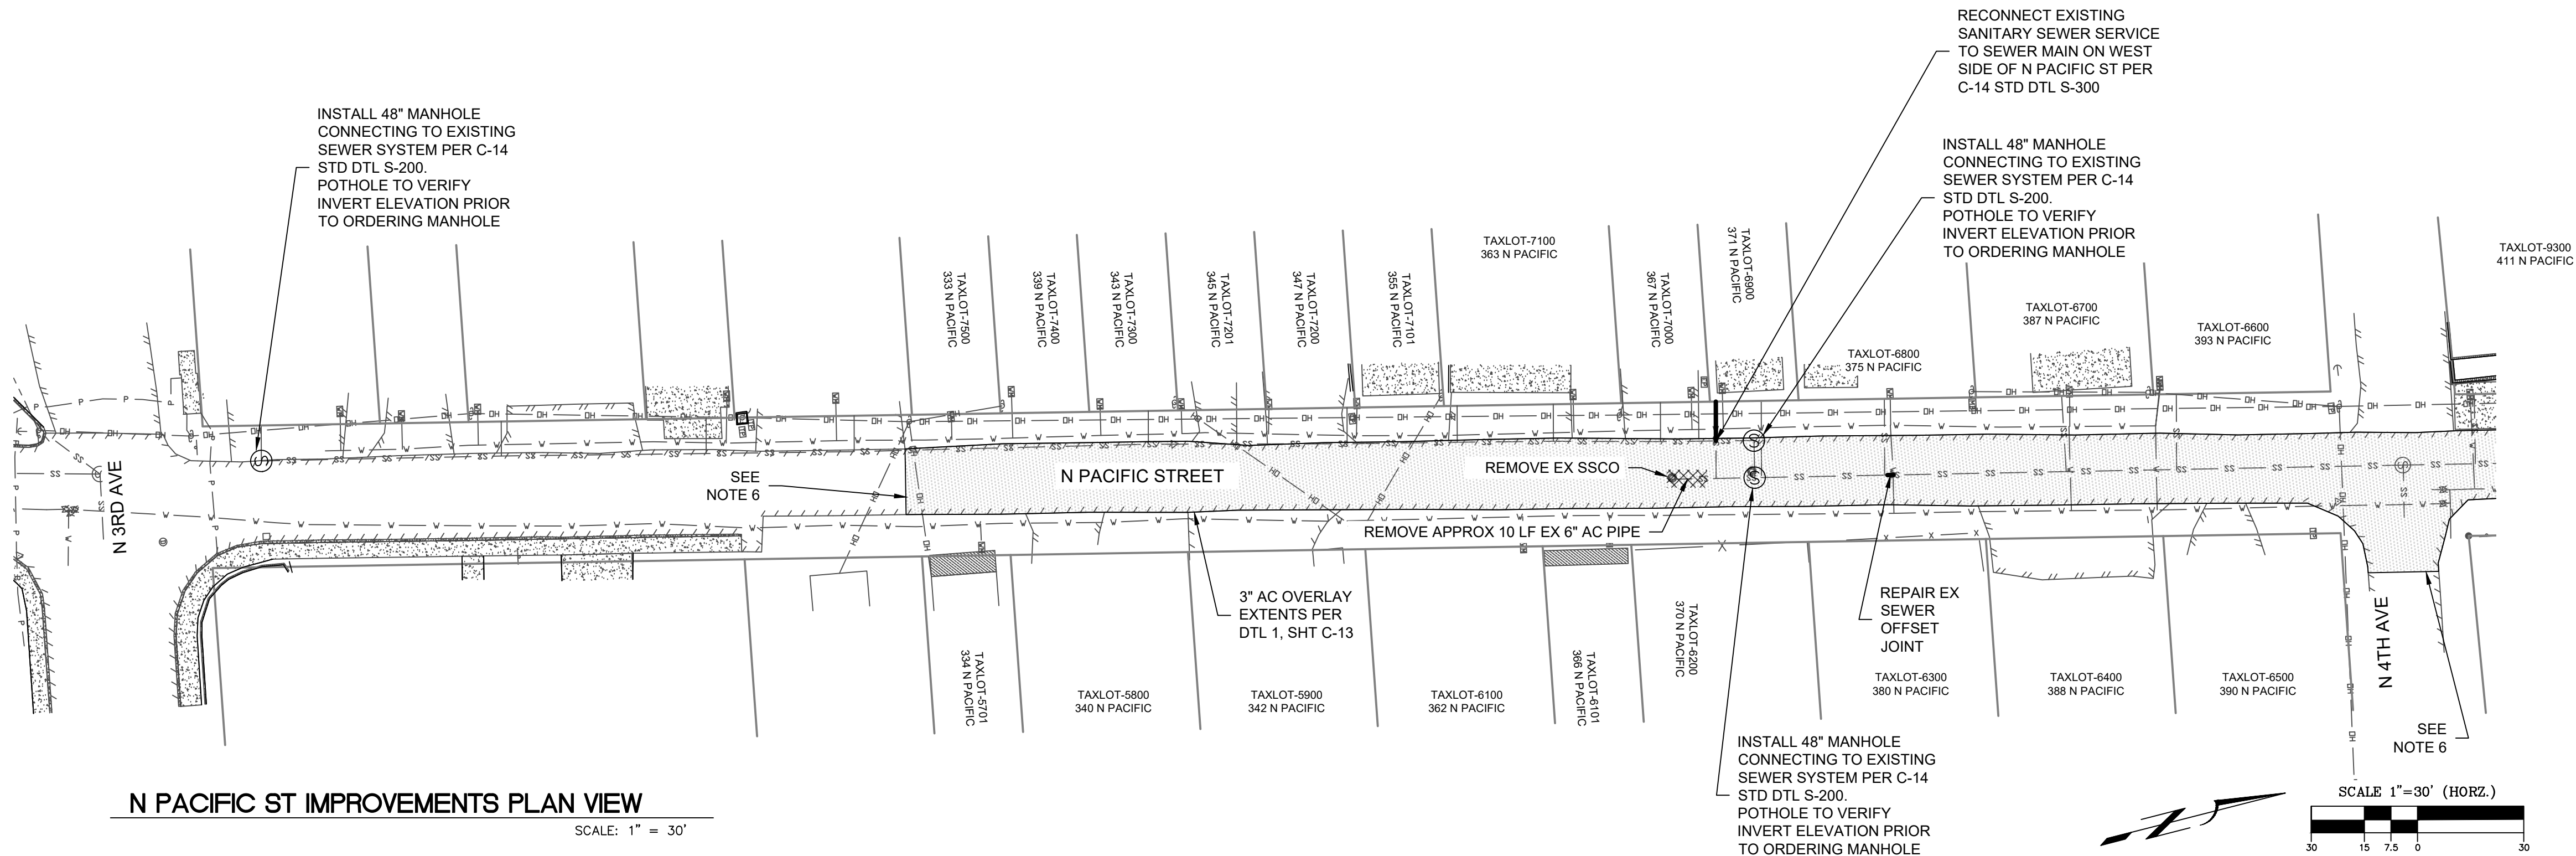 RECONNECT EXISTING
SANITARY SEWER SERVICE
TO SEWER MAIN ON WEST
SIDE OF N PACIFIC ST PER
C-14 STD DTL S-300
INSTALL 48" MANHOLE
CONNECTING TO EXISTING
SEWER SYSTEM PER C-14
STD DTL S-200.
POTHOLE TO VERIFY
INVERT ELEVATION PRIOR
TO ORDERING MANHOLE
INSTALL 48" MANHOLE
CONNECTING TO EXISTING
SEWER SYSTEM PER C-14
STD DTL S-200.
POTHOLE TO VERIFY
INVERT ELEVATION PRIOR
TO ORDERING MANHOLE
TAXLOT-7500
333 N PACIFIC
TAXLOT-7400
339 N PACIFIC
TAXLOT-7300
343 N PACIFIC
TAXLOT-7201
345 N PACIFIC
TAXLOT-7200
347 N PACIFIC
TAXLOT-7101
355 N PACIFIC
TAXLOT-7100
363 N PACIFIC
TAXLOT-7000
367 N PACIFIC
TAXLOT-6900
371 N PACIFIC
TAXLOT-6800
375 N PACIFIC
TAXLOT-6700
387 N PACIFIC
TAXLOT-6600
393 N PACIFIC
TAXLOT-9300
411 N PACIFIC
N 3RD AVE
SEE
NOTE 6
N PACIFIC STREET
REMOVE EX SSCO
REMOVE APPROX 10 LF EX 6" AC PIPE
3" AC OVERLAY
EXTENTS PER
DTL 1, SHT C-13
REPAIR EX
SEWER
OFFSET
JOINT
N 4TH AVE
TAXLOT-5701
334 N PACIFIC
TAXLOT-5800
340 N PACIFIC
TAXLOT-5900
342 N PACIFIC
TAXLOT-6100
362 N PACIFIC
TAXLOT-6101
366 N PACIFIC
TAXLOT-6200
370 N PACIFIC
TAXLOT-6300
380 N PACIFIC
TAXLOT-6400
388 N PACIFIC
TAXLOT-6500
390 N PACIFIC
SEE
NOTE 6
INSTALL 48" MANHOLE
CONNECTING TO EXISTING
SEWER SYSTEM PER C-14
STD DTL S-200.
POTHOLE TO VERIFY
INVERT ELEVATION PRIOR
TO ORDERING MANHOLE
N PACIFIC ST IMPROVEMENTS PLAN VIEW
SCALE: 1" = 30'
N
SCALE 1"=30' (HORZ.)
30 15 7.5 0 30